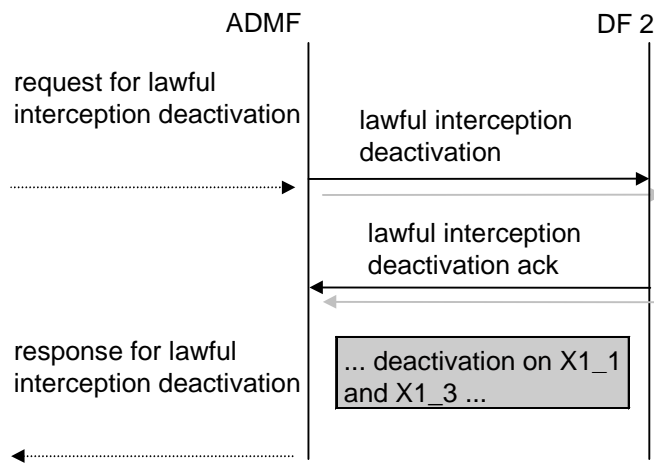 ADMF
DF 2
request for lawful
interception deactivation
lawful interception
deactivation
lawful interception
deactivation ack
response for lawful
interception deactivation
... deactivation on X1_1
and X1_3 ...